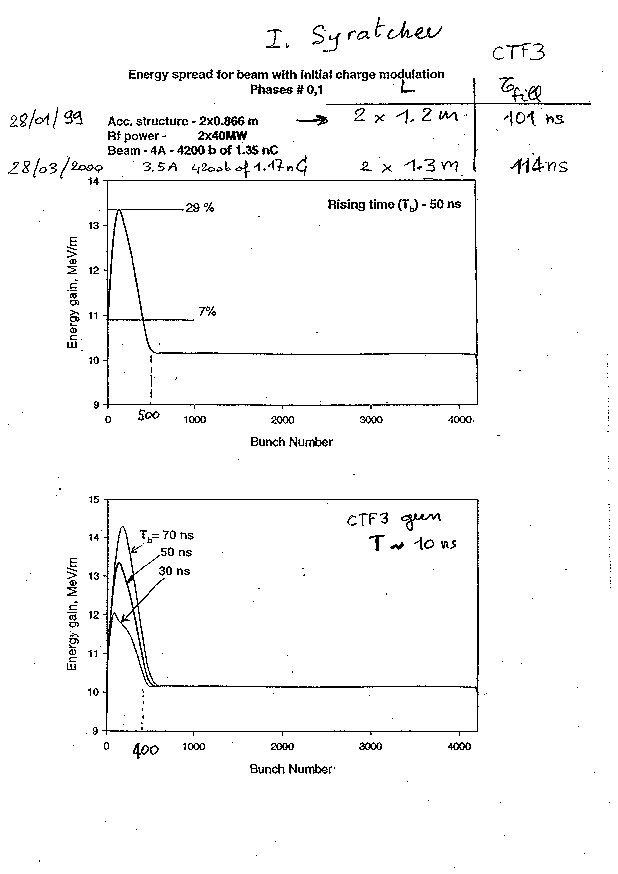 I. Syratchev
CTF3
Energy spread for beam with initial charge modulation
Phases # 0,1
L
τfill
28/01/99
Acc. structure - 2x0.866 m → 2 x 1.2 m. 101 ns
Rf power - 2x40MW
Beam - 4A - 4200 b of 1.35 nC
28/03/2000 3.5A 4200b of 1.17nC 2 x 1.3 m 114 ns
14
29 %
Rising time (Tb) - 50 ns
13
12
Energy gain, MeV/m
11
7%
10
9
0 500 1000 2000 3000 4000
Bunch Number
15
CTF3 gun
T ~ 10 ns
14
Tb= 70 ns
50 ns
13
30 ns
12
Energy gain, MeV/m
11
10
9
0 400 1000 2000 3000 4000
Bunch Number